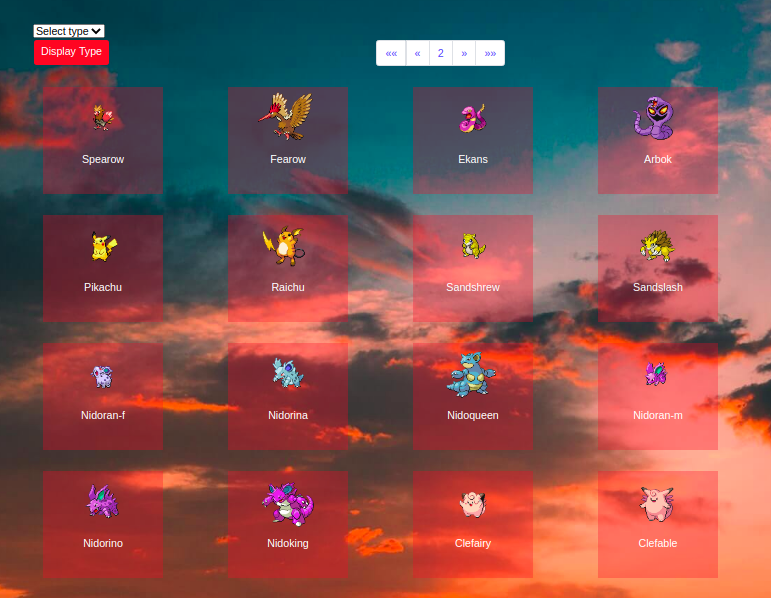 Select type
Display Type
«« « 2 » »»
Spearow Fearow Ekans Arbok
Pikachu Raichu Sandshrew Sandslash
Nidoran-f Nidorina Nidoqueen Nidoran-m
Nidorino Nidoking Clefairy Clefable